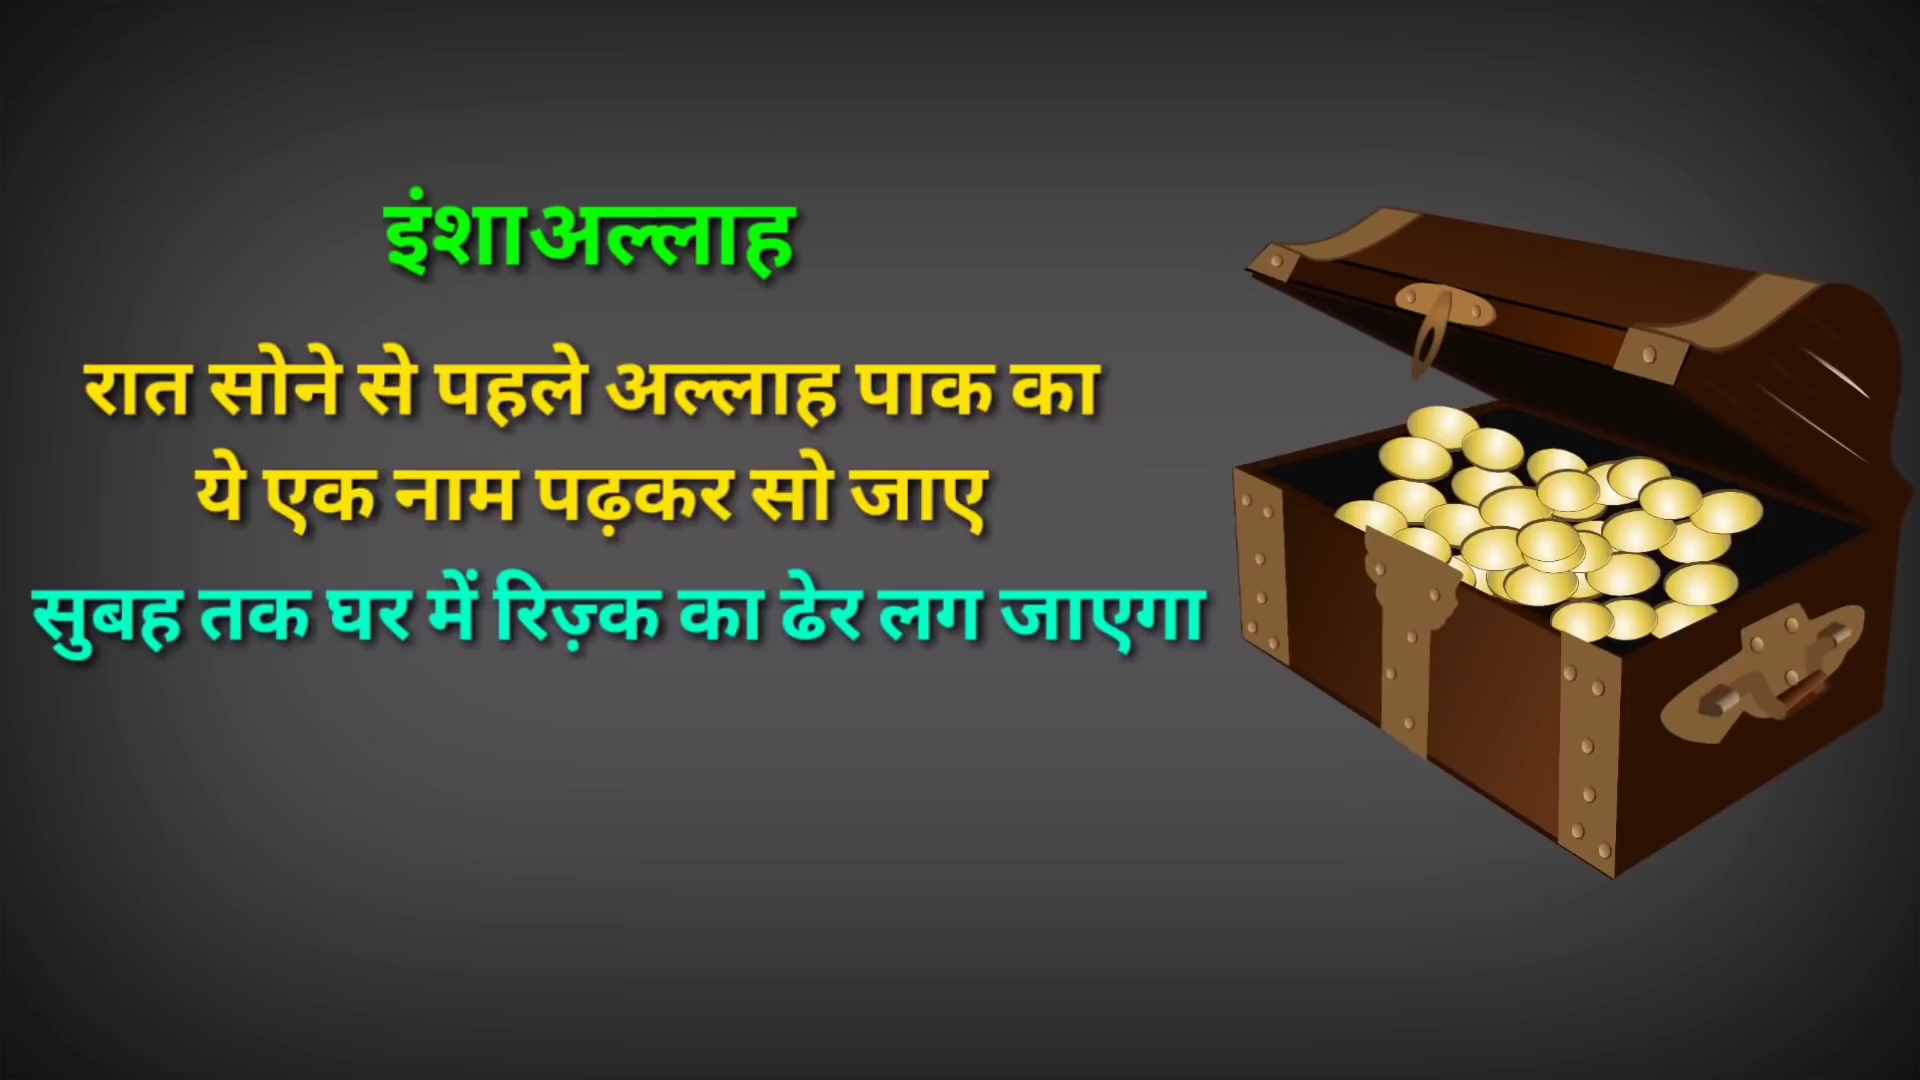 इंशाअल्लाह
रात सोने से पहले अल्लाह पाक का
ये एक नाम पढ़कर सो जाए
सुबह तक घर में रिज़्क का ढेर लग जाएगा